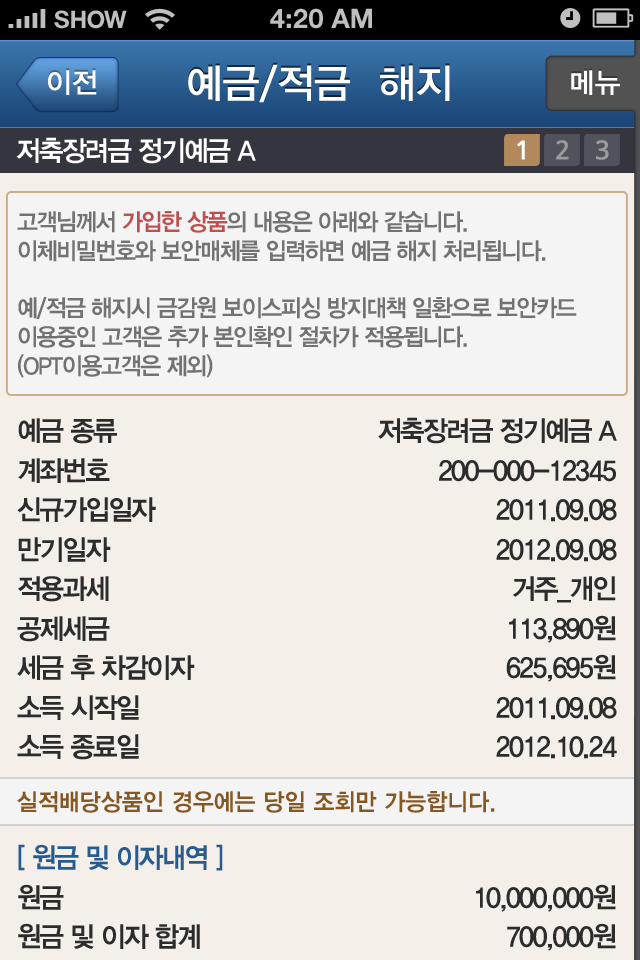 SHOW 4:20 AM
이전 예금/적금 해지 메뉴
저축장려금 정기예금 A 1 2 3
고객님께서 가입한 상품의 내용은 아래와 같습니다.
이체비밀번호와 보안매체를 입력하면 예금 해지 처리됩니다.
예/적금 해지시 금감원 보이스피싱 방지대책 일환으로 보안카드
이용중인 고객은 추가 본인확인 절차가 적용됩니다.
(OPT이용고객은 제외)
예금 종류 저축장려금 정기예금 A
계좌번호 200-000-12345
신규가입일자 2011.09.08
만기일자 2012.09.08
적용과세 거주_개인
공제세금 113,890원
세금 후 차감이자 625,695원
소득 시작일 2011.09.08
소득 종료일 2012.10.24
실적배당상품인 경우에는 당일 조회만 가능합니다.
[ 원금 및 이자내역 ]
원금 10,000,000원
원금 및 이자 합계 700,000원